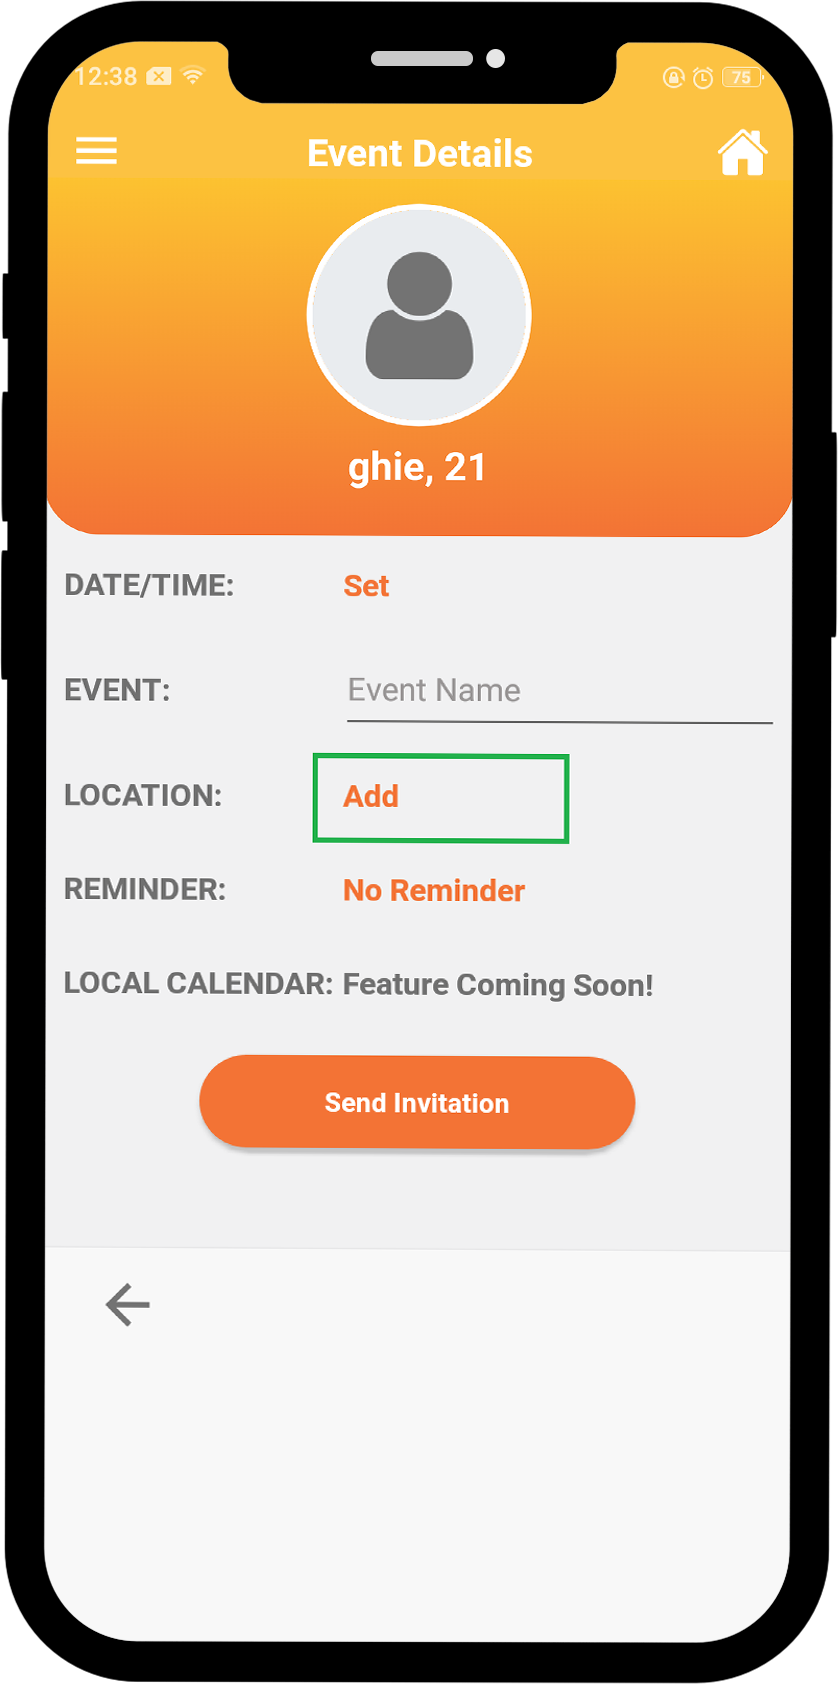 12:38
75
Event Details
ghie, 21
DATE/TIME: Set
EVENT: Event Name
LOCATION: Add
REMINDER: No Reminder
LOCAL CALENDAR: Feature Coming Soon!
Send Invitation